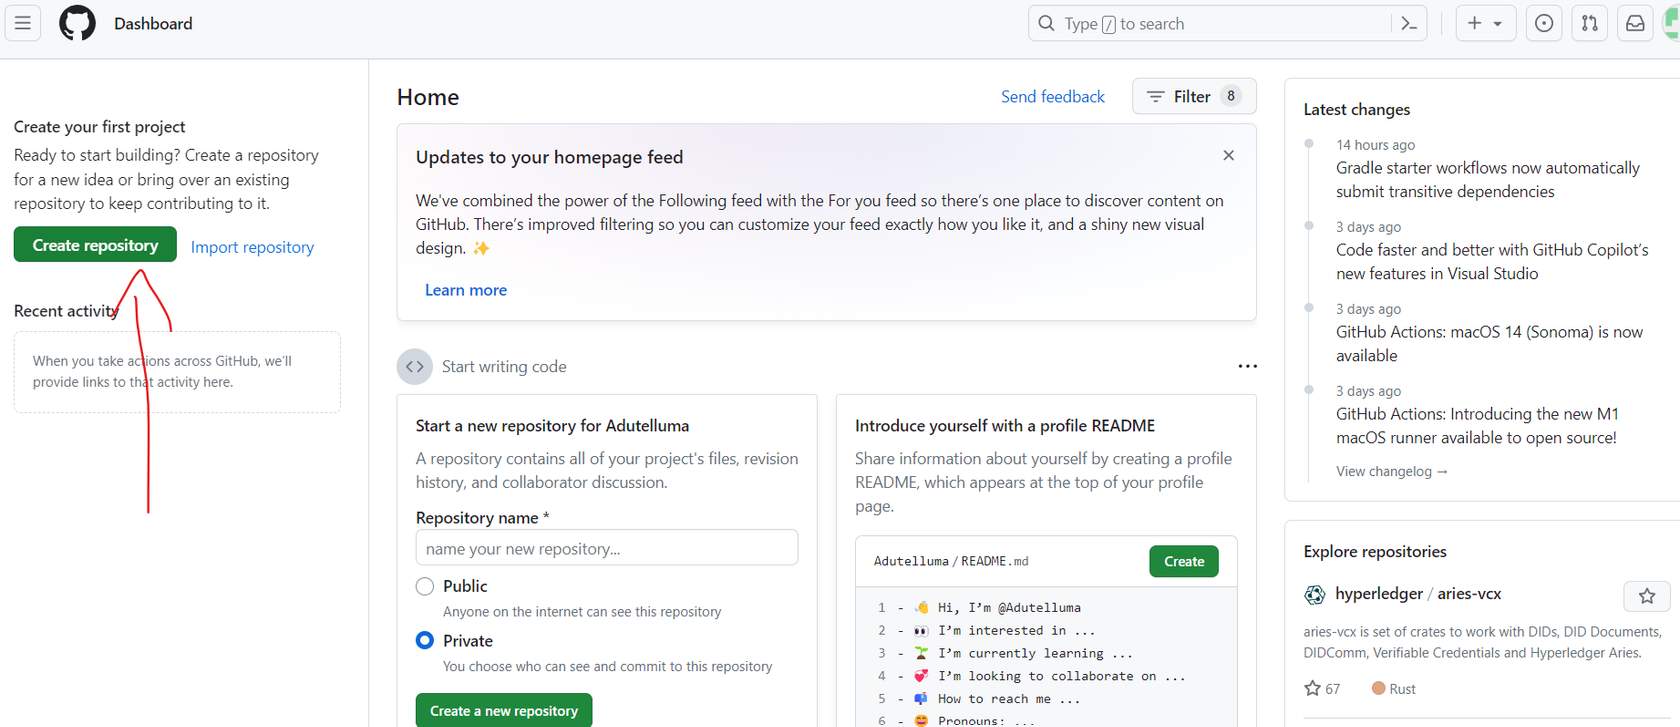 Dashboard
Type / to search
Create your first project
Ready to start building? Create a repository
for a new idea or bring over an existing
repository to keep contributing to it.
Create repository
Import repository
Recent activity
When you take actions across GitHub, we'll
provide links to that activity here.
Home
Send feedback
Filter 8
Updates to your homepage feed
We've combined the power of the Following feed with the For you feed so there's one place to discover content on
GitHub. There's improved filtering so you can customize your feed exactly how you like it, and a shiny new visual
design. ✨
Learn more
Start writing code
Start a new repository for Adutelluma
A repository contains all of your project's files, revision
history, and collaborator discussion.
Repository name *
name your new repository...
Public
Anyone on the internet can see this repository
Private
You choose who can see and commit to this repository
Create a new repository
Introduce yourself with a profile README
Share information about yourself by creating a profile
README, which appears at the top of your profile
page.
Adutelluma / README.md
Create
1 - 👋 Hi, I'm @Adutelluma
2 - 👀 I'm interested in ...
3 - 🌱 I'm currently learning ...
4 - 💞️ I'm looking to collaborate on ...
5 - 📫 How to reach me ...
6 - 😄 Pronouns: ...
Latest changes
14 hours ago
Gradle starter workflows now automatically
submit transitive dependencies
3 days ago
Code faster and better with GitHub Copilot's
new features in Visual Studio
3 days ago
GitHub Actions: macOS 14 (Sonoma) is now
available
3 days ago
GitHub Actions: Introducing the new M1
macOS runner available to open source!
View changelog →
Explore repositories
hyperledger / aries-vcx
aries-vcx is set of crates to work with DIDs, DID Documents,
DIDComm, Verifiable Credentials and Hyperledger Aries.
67
Rust